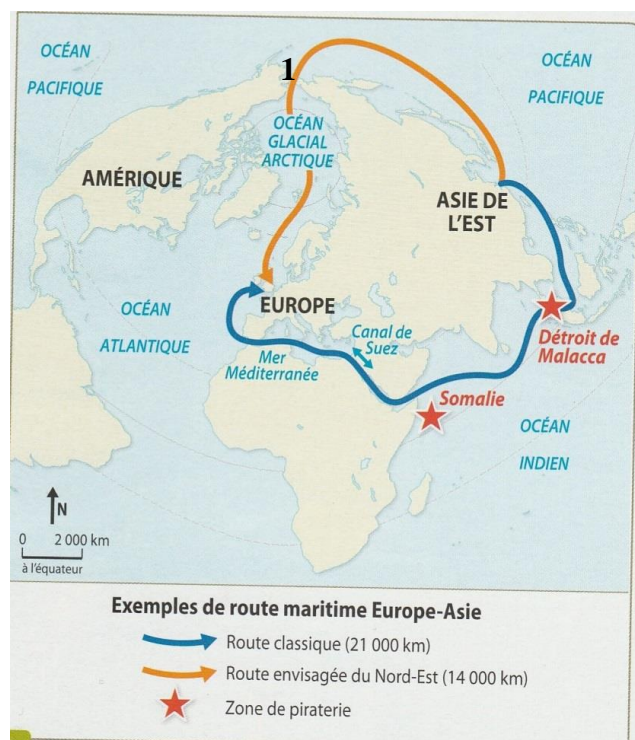 OCÉAN
PACIFIQUE
1
OCÉAN
PACIFIQUE
OCÉAN
GLACIAL
ARCTIQUE
AMÉRIQUE
ASIE DE
L'EST
EUROPE
OCÉAN
ATLANTIQUE
Canal de
Suez
Mer
Méditerranée
Détroit de
Malacca
Somalie
OCÉAN
INDIEN
N
0 2 000 km
à l'équateur
Exemples de route maritime Europe-Asie
Route classique (21 000 km)
Route envisagée du Nord-Est (14 000 km)
Zone de piraterie